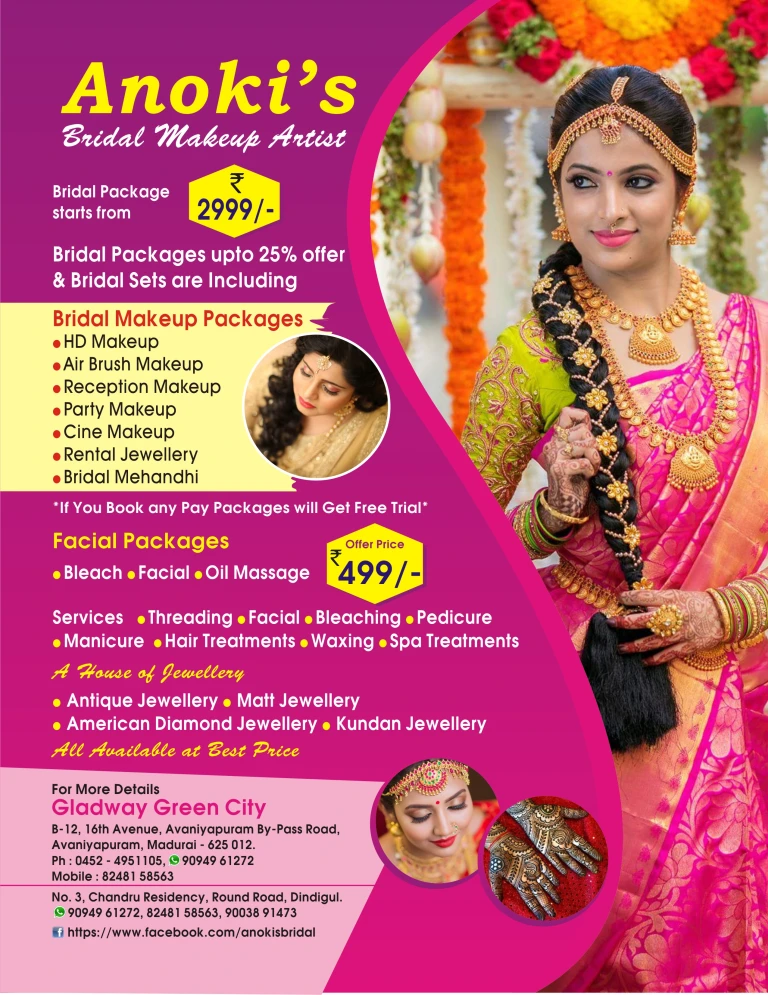 Anoki's
Bridal Makeup Artist
Bridal Package
starts from
₹
2999/-
Bridal Packages upto 25% offer
& Bridal Sets are Including
Bridal Makeup Packages
● HD Makeup
● Air Brush Makeup
● Reception Makeup
● Party Makeup
● Cine Makeup
● Rental Jewellery
● Bridal Mehandhi
*If You Book any Pay Packages will Get Free Trial*
Facial Packages
● Bleach ● Facial ● Oil Massage
Offer Price
₹499/-
Services ● Threading ● Facial ● Bleaching ● Pedicure
● Manicure ● Hair Treatments ● Waxing ● Spa Treatments
A House of Jewellery
● Antique Jewellery ● Matt Jewellery
● American Diamond Jewellery ● Kundan Jewellery
All Available at Best Price
For More Details
Gladway Green City
B-12, 16th Avenue, Avaniyapuram By-Pass Road,
Avaniyapuram, Madurai - 625 012.
Ph : 0452 - 4951105, 90949 61272
Mobile : 82481 58563
No. 3, Chandru Residency, Round Road, Dindigul.
90949 61272, 82481 58563, 90038 91473
https://www.facebook.com/anokisbridal